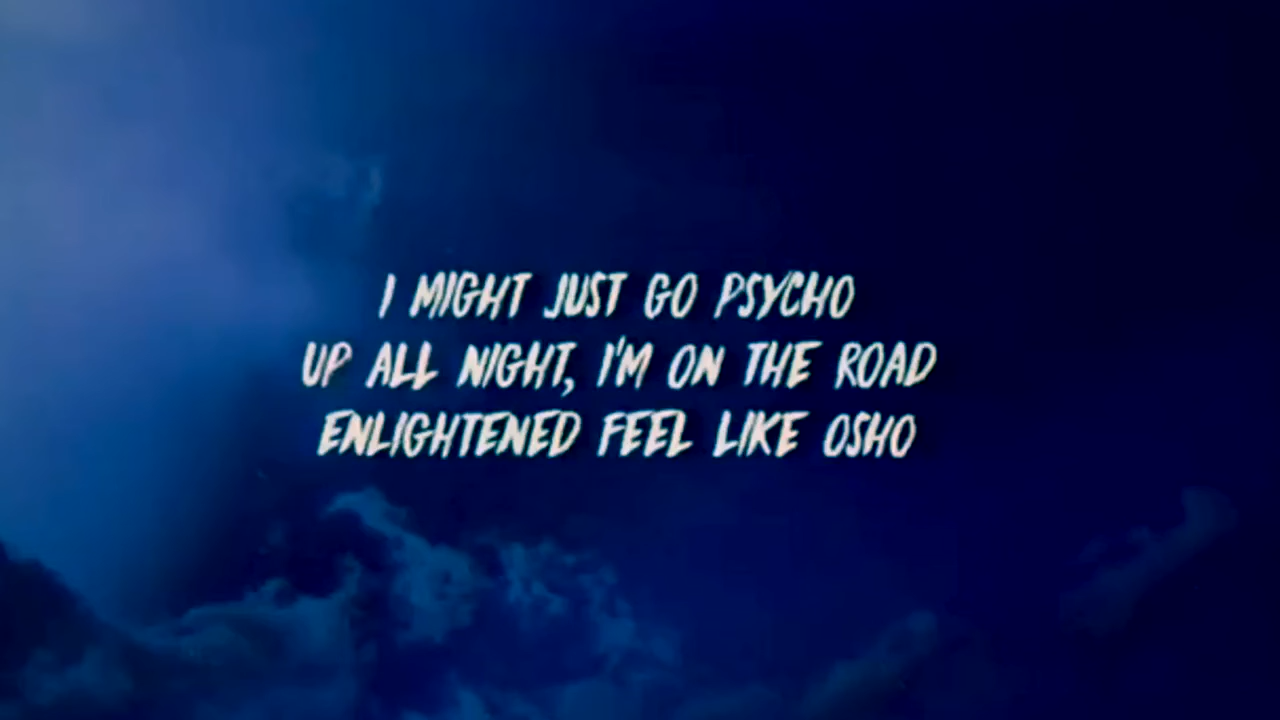 I MIGHT JUST GO PSYCHO
UP ALL NIGHT, I'M ON THE ROAD
ENLIGHTENED FEEL LIKE OSHO